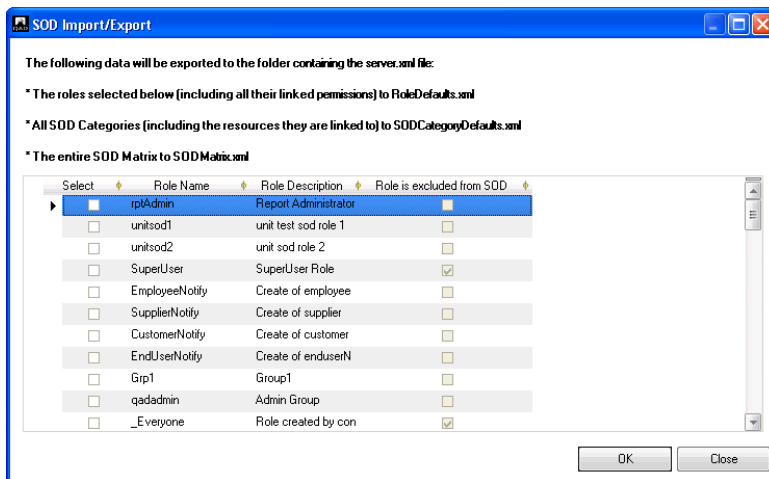 QAD SOD Import/Export
The following data will be exported to the folder containing the server.xml file:
* The roles selected below (including all their linked permissions) to RoleDefaults.xml
* All SOD Categories (including the resources they are linked to) to SODCategoryDefaults.xml
* The entire SOD Matrix to SODMatrix.xml
Select Role Name Role Description Role is excluded from SOD
rptAdmin Report Administrator
unitsod1 unit test sod role 1
unitsod2 unit sod role 2
SuperUser SuperUser Role
EmployeeNotify Create of employee
SupplierNotify Create of supplier
CustomerNotify Create of customer
EndUserNotify Create of enduserN
Grp1 Group1
qadadmin Admin Group
_Everyone Role created by con
OK Close